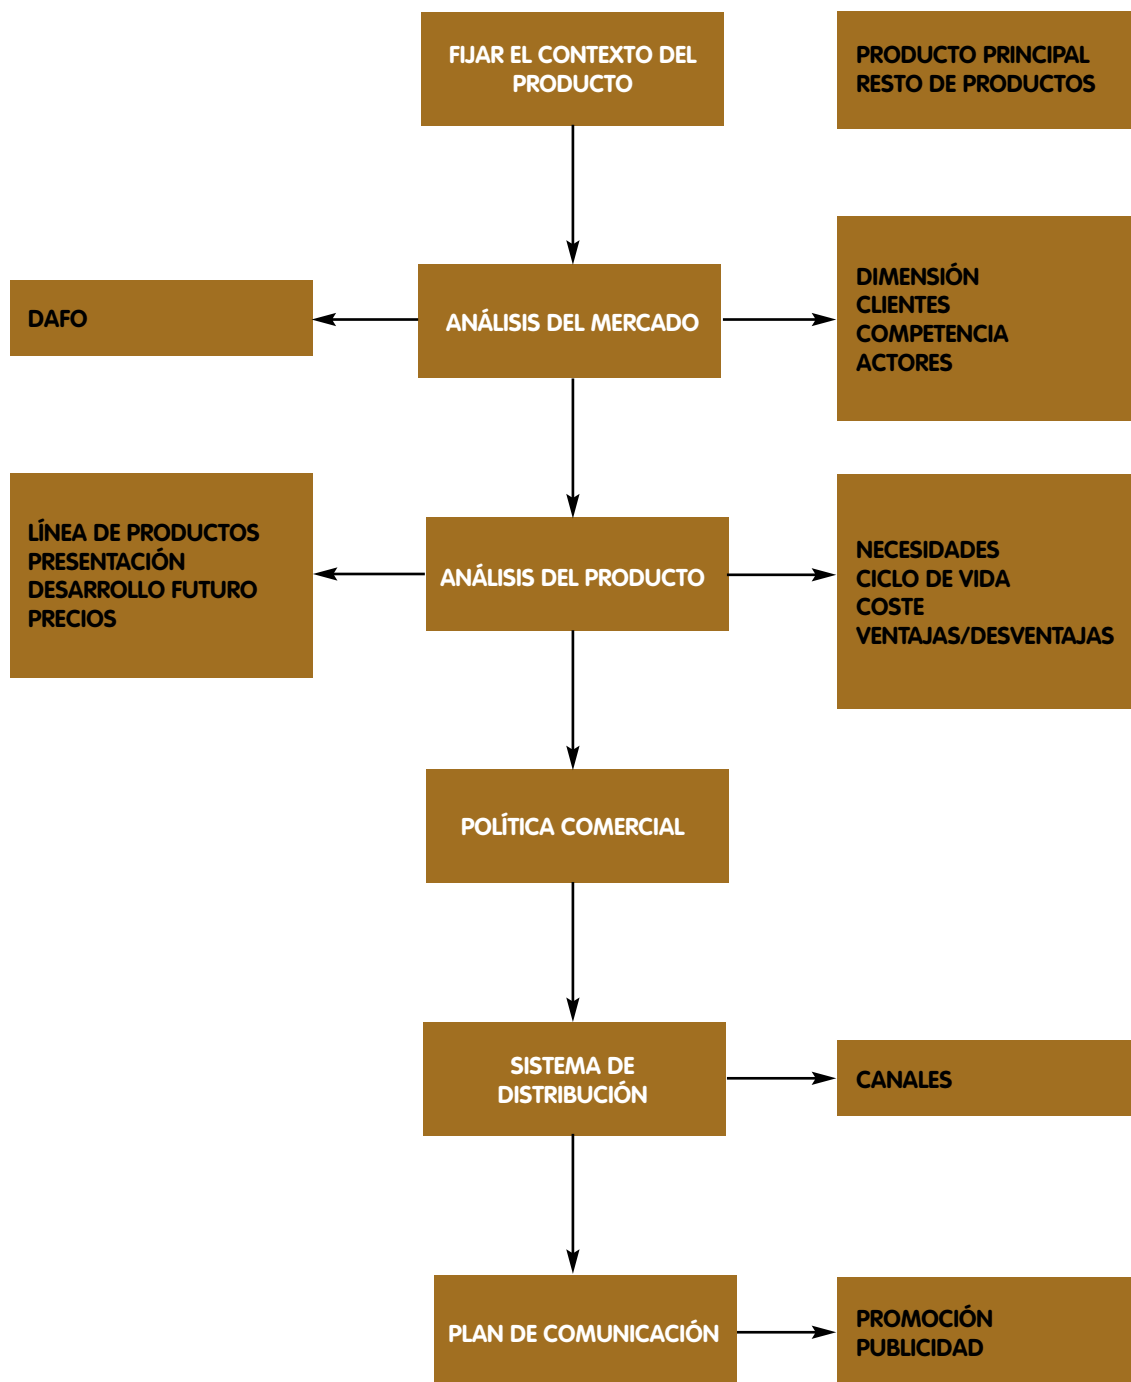 FIJAR EL CONTEXTO DEL
PRODUCTO
PRODUCTO PRINCIPAL
RESTO DE PRODUCTOS
DAFO
ANÁLISIS DEL MERCADO
DIMENSIÓN
CLIENTES
COMPETENCIA
ACTORES
LÍNEA DE PRODUCTOS
PRESENTACIÓN
DESARROLLO FUTURO
PRECIOS
ANÁLISIS DEL PRODUCTO
NECESIDADES
CICLO DE VIDA
COSTE
VENTAJAS/DESVENTAJAS
POLÍTICA COMERCIAL
SISTEMA DE
DISTRIBUCIÓN
CANALES
PLAN DE COMUNICACIÓN
PROMOCIÓN
PUBLICIDAD